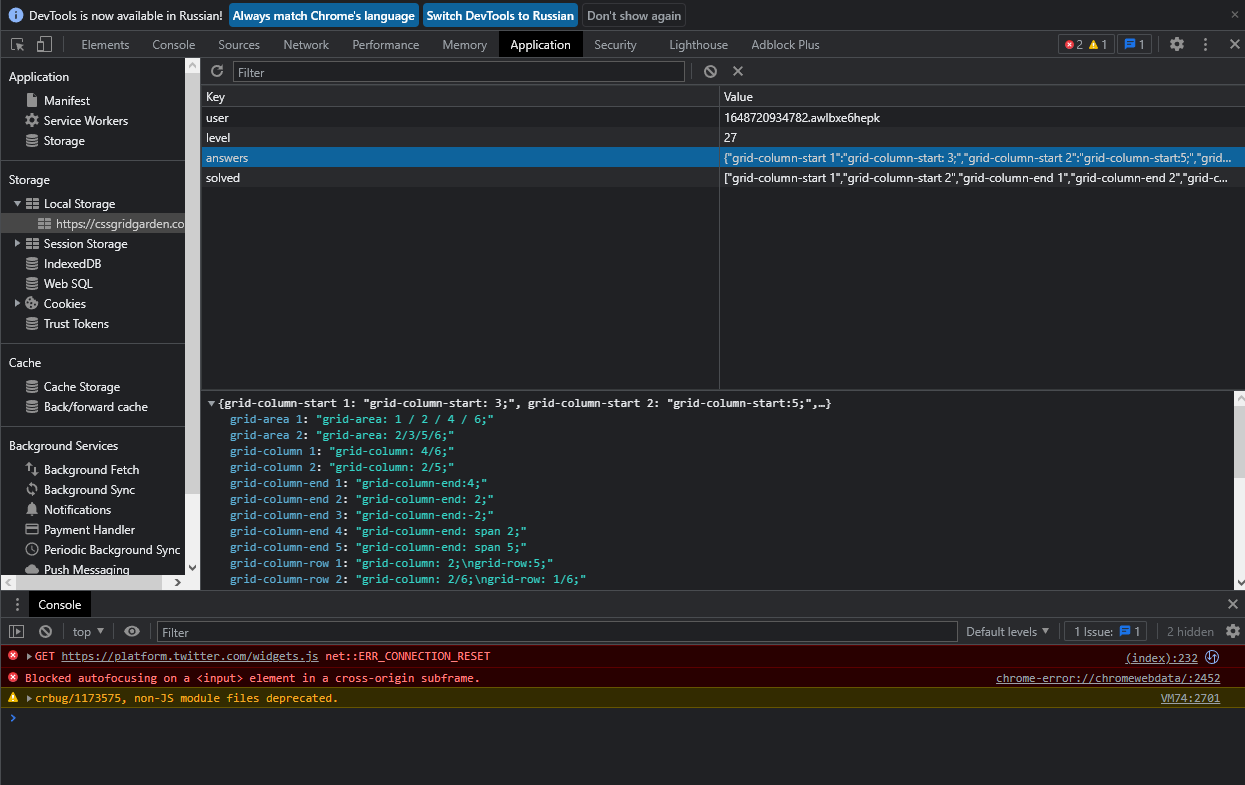 DevTools is now available in Russian! Always match Chrome's language Switch DevTools to Russian Don't show again
Elements Console Sources Network Performance Memory Application Security Lighthouse Adblock Plus 2 1 1
Application
Manifest
Service Workers
Storage
Storage
Local Storage
https://cssgridgarden.co
Session Storage
IndexedDB
Web SQL
Cookies
Trust Tokens
Cache
Cache Storage
Back/forward cache
Background Services
Background Fetch
Background Sync
Notifications
Payment Handler
Periodic Background Sync
Push Messaging
Filter
Key Value
user 1648720934782.awlbxe6hepk
level 27
answers {"grid-column-start 1":"grid-column-start: 3;","grid-column-start 2":"grid-column-start:5;","grid…
solved ["grid-column-start 1","grid-column-start 2","grid-column-end 1","grid-column-end 2","grid-c…
{grid-column-start 1: "grid-column-start: 3;", grid-column-start 2: "grid-column-start:5;",…}
grid-area 1: "grid-area: 1 / 2 / 4 / 6;"
grid-area 2: "grid-area: 2/3/5/6;"
grid-column 1: "grid-column: 4/6;"
grid-column 2: "grid-column: 2/5;"
grid-column-end 1: "grid-column-end:4;"
grid-column-end 2: "grid-column-end: 2;"
grid-column-end 3: "grid-column-end:-2;"
grid-column-end 4: "grid-column-end: span 2;"
grid-column-end 5: "grid-column-end: span 5;"
grid-column-row 1: "grid-column: 2;\ngrid-row:5;"
grid-column-row 2: "grid-column: 2/6;\ngrid-row: 1/6;"
Console
top Filter Default levels 1 Issue: 1 2 hidden
GET https://platform.twitter.com/widgets.js net::ERR_CONNECTION_RESET (index):232
Blocked autofocusing on a <input> element in a cross-origin subframe. chrome-error://chromewebdata/:2452
crbug/1173575, non-JS module files deprecated. VM74:2701